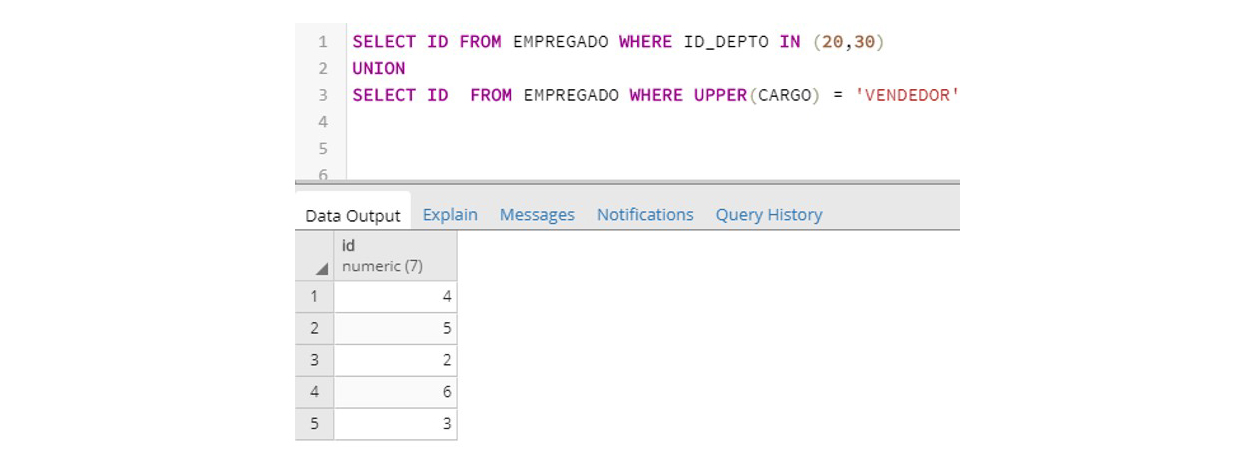 1 SELECT ID FROM EMPREGADO WHERE ID_DEPTO IN (20,30)
2 UNION
3 SELECT ID  FROM EMPREGADO WHERE UPPER(CARGO) = 'VENDEDOR'
4
5
6
Data Output Explain Messages Notifications Query History
id
numeric (7)
1 4
2 5
3 2
4 6
5 3